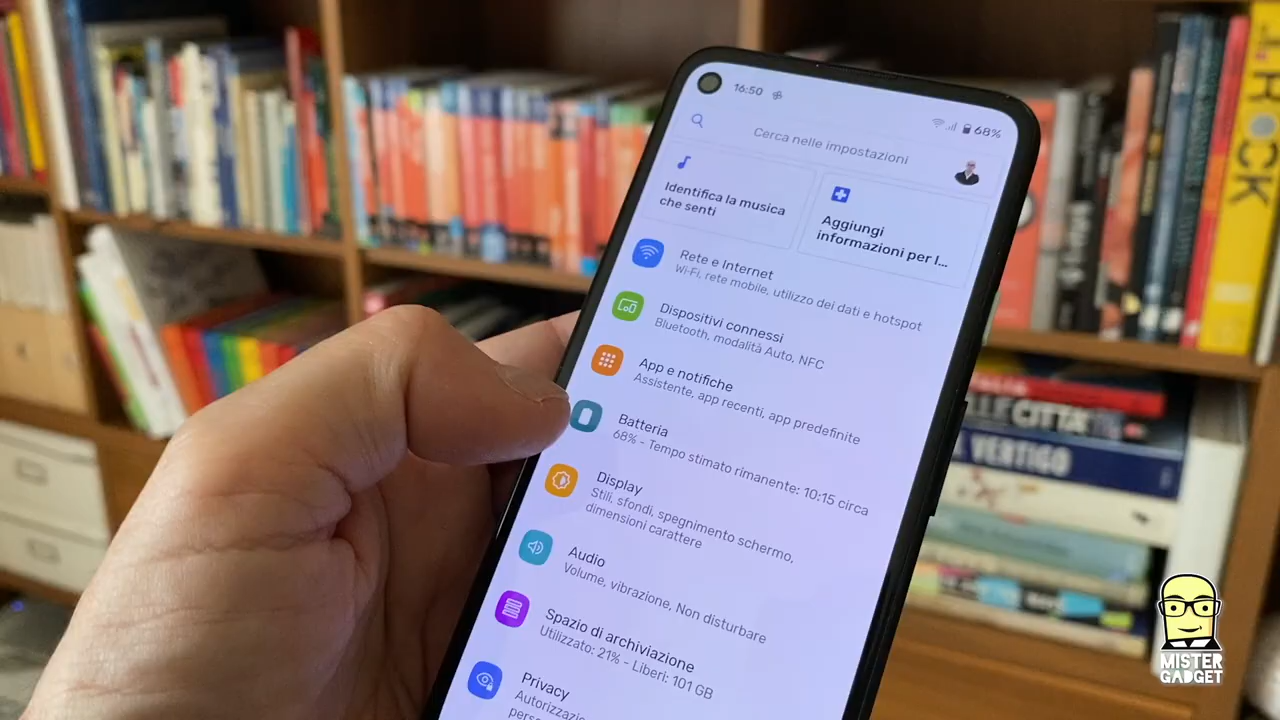 16:50
68%
Cerca nelle impostazioni
Identifica la musica
che senti
Aggiungi
informazioni per l...
Rete e Internet
Wi-Fi, rete mobile, utilizzo dei dati e hotspot
Dispositivi connessi
Bluetooth, modalità Auto, NFC
App e notifiche
Assistente, app recenti, app predefinite
Batteria
68% - Tempo stimato rimanente: 10:15 circa
Display
Stili, sfondi, spegnimento schermo,
dimensioni carattere
Audio
Volume, vibrazione, Non disturbare
Spazio di archiviazione
Utilizzato: 21% - Liberi: 101 GB
Privacy
ROCK
CITTÀ
VERTIGO
MISTER
GADGET